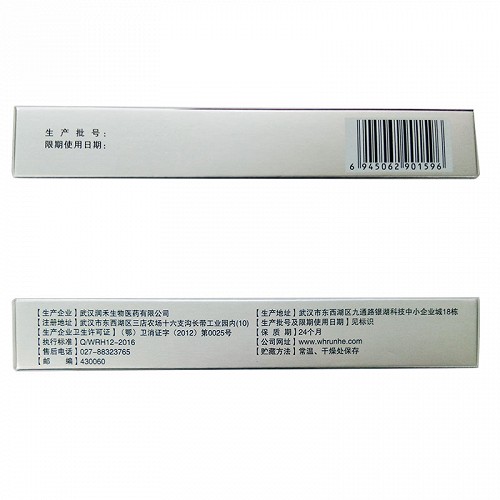 生产批号:
限期使用日期:
6 945062 901596
【生产企业】武汉润禾生物医药有限公司
【注册地址】武汉市东西湖区三店农场十六支沟长带工业园内(10)
【生产企业卫生许可证】(鄂)卫消证字(2012)第0025号
【执行标准】Q/WRH12-2016
【售后电话】027-88323765
【邮 编】430060
【生产地址】武汉市东西湖区九通路银湖科技中小企业城18栋
【生产批号及限期使用日期】见标识
【保 质 期】24个月
【公司网址】www.whrunhe.com
【贮藏方法】常温、干燥处保存